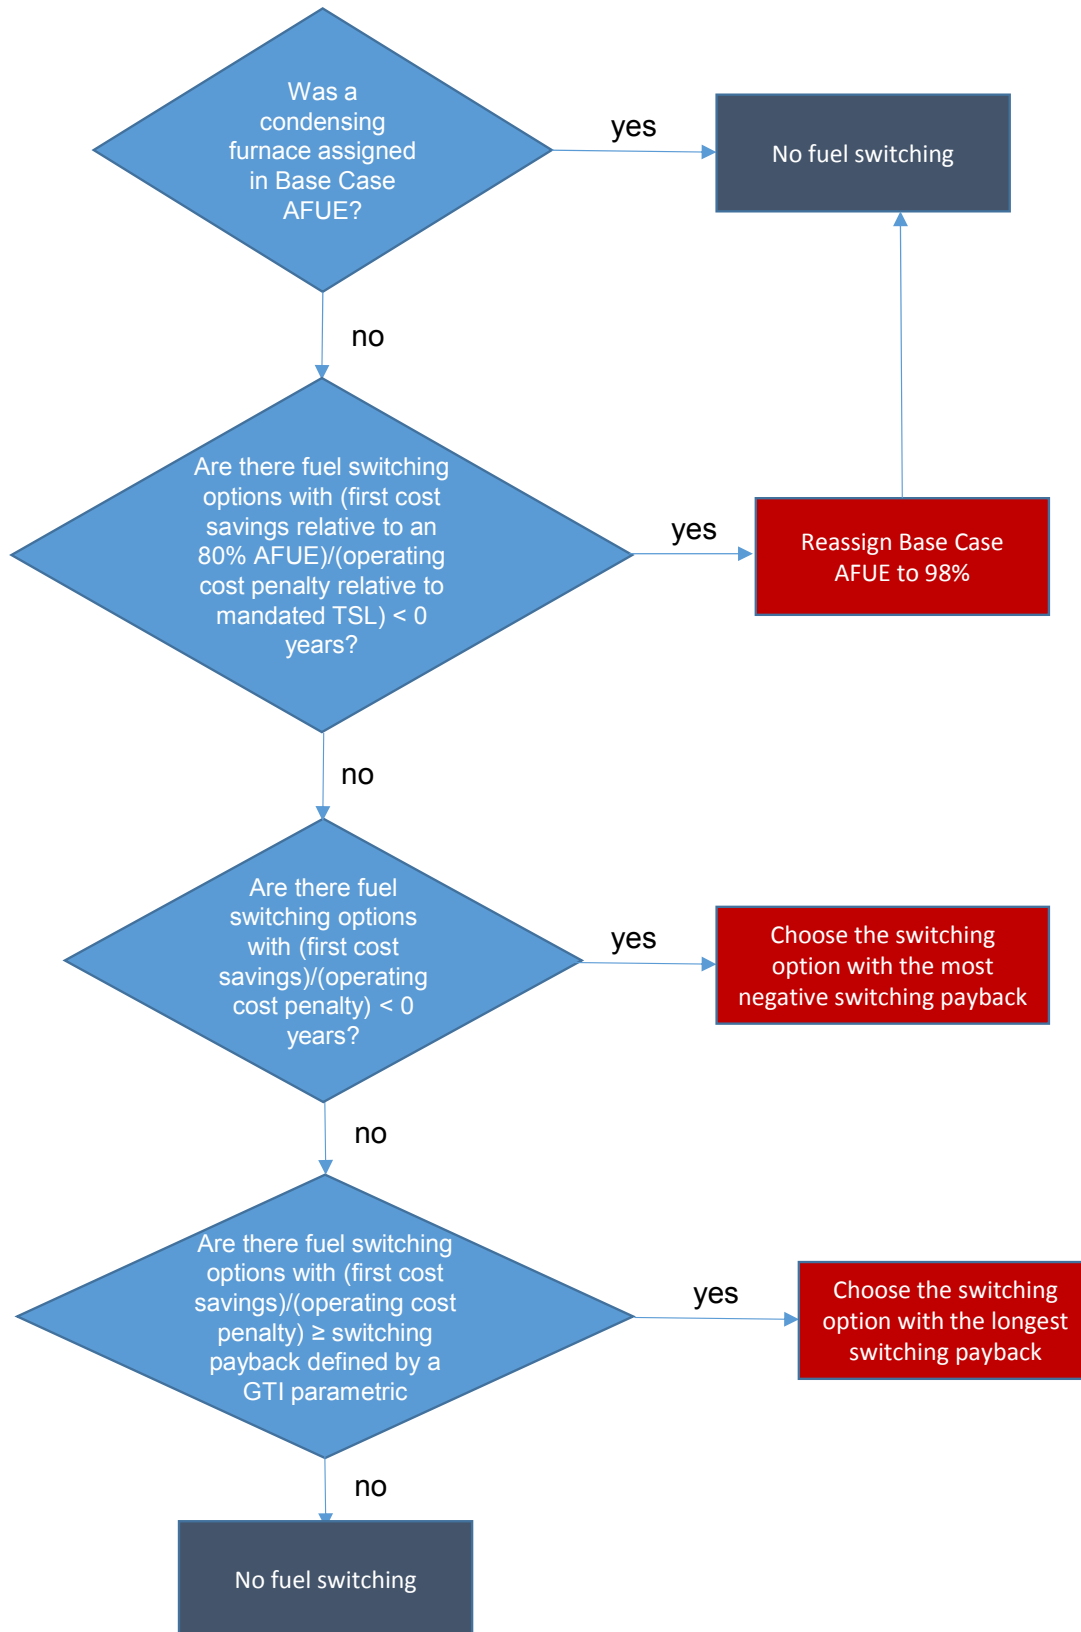 Was a
condensing
furnace assigned
in Base Case
AFUE?
yes
No fuel switching
no
Are there fuel switching
options with (first cost
savings relative to an
80% AFUE)/(operating
cost penalty relative to
mandated TSL) < 0
years?
yes
Reassign Base Case
AFUE to 98%
no
Are there fuel
switching options
with (first cost
savings)/(operating
cost penalty) < 0
years?
yes
Choose the switching
option with the most
negative switching payback
no
Are there fuel switching
options with (first cost
savings)/(operating cost
penalty) ≥ switching
payback defined by a
GTI parametric
yes
Choose the switching
option with the longest
switching payback
no
No fuel switching